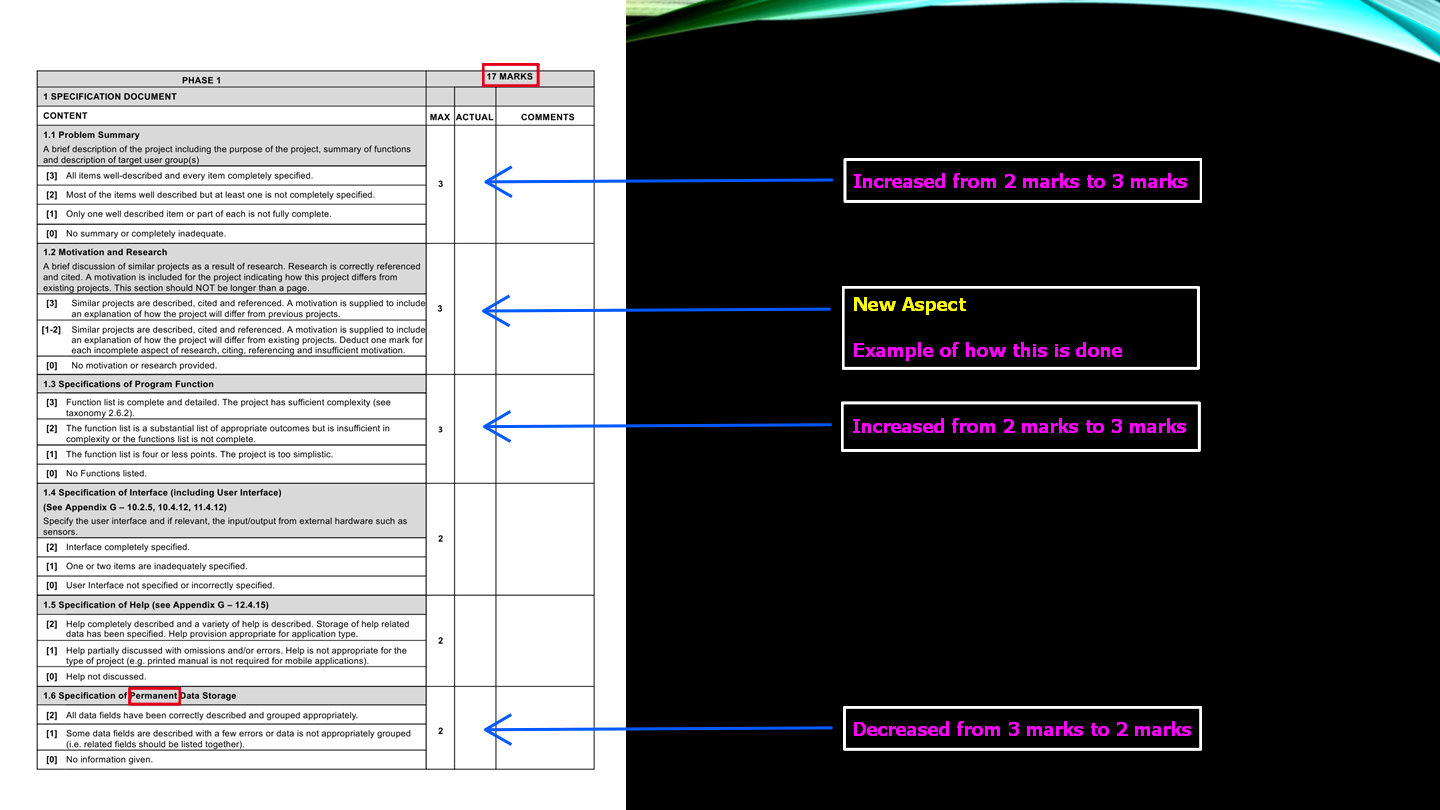 PHASE 1
17 MARKS
1 SPECIFICATION DOCUMENT
CONTENT
MAX
ACTUAL
COMMENTS
1.1 Problem Summary
A brief description of the project including the purpose of the project, summary of functions
and description of target user group(s)
[3] All items well-described and every item completely specified.
[2] Most of the items well described but at least one is not completely specified.
[1] Only one well described item or part of each is not fully complete.
[0] No summary or completely inadequate.
3
Increased from 2 marks to 3 marks
1.2 Motivation and Research
A brief discussion of similar projects as a result of research. Research is correctly referenced
and cited. A motivation is included for the project indicating how this project differs from
existing projects. This section should NOT be longer than a page.
[3] Similar projects are described, cited and referenced. A motivation is supplied to include
an explanation of how the project will differ from previous projects.
[1-2] Similar projects are described, cited and referenced. A motivation is supplied to include
an explanation of how the project will differ from existing projects. Deduct one mark for
each incomplete aspect of research, citing, referencing and insufficient motivation.
[0] No motivation or research provided.
3
New Aspect
Example of how this is done
1.3 Specifications of Program Function
[3] Function list is complete and detailed. The project has sufficient complexity (see
taxonomy 2.6.2).
[2] The function list is a substantial list of appropriate outcomes but is insufficient in
complexity or the functions list is not complete.
[1] The function list is four or less points. The project is too simplistic.
[0] No Functions listed.
3
Increased from 2 marks to 3 marks
1.4 Specification of Interface (including User Interface)
(See Appendix G – 10.2.5, 10.4.12, 11.4.12)
Specify the user interface and if relevant, the input/output from external hardware such as
sensors.
[2] Interface completely specified.
[1] One or two items are inadequately specified.
[0] User Interface not specified or incorrectly specified.
2
1.5 Specification of Help (see Appendix G – 12.4.15)
[2] Help completely described and a variety of help is described. Storage of help related
data has been specified. Help provision appropriate for application type.
[1] Help partially discussed with omissions and/or errors. Help is not appropriate for the
type of project (e.g. printed manual is not required for mobile applications).
[0] Help not discussed.
2
1.6 Specification of Permanent Data Storage
[2] All data fields have been correctly described and grouped appropriately.
[1] Some data fields are described with a few errors or data is not appropriately grouped
(i.e. related fields should be listed together).
[0] No information given.
2
Decreased from 3 marks to 2 marks